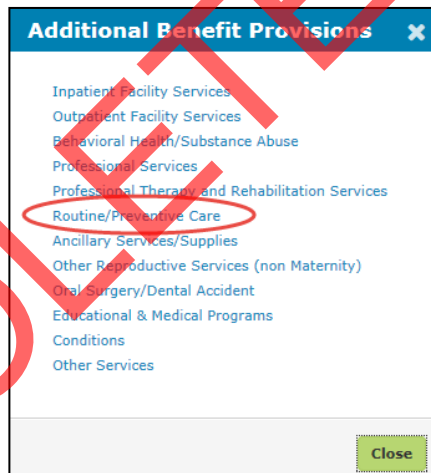 Additional Benefit Provisions
Inpatient Facility Services
Outpatient Facility Services
Behavioral Health/Substance Abuse
Professional Services
Professional Therapy and Rehabilitation Services
Routine/Preventive Care
Ancillary Services/Supplies
Other Reproductive Services (non Maternity)
Oral Surgery/Dental Accident
Educational & Medical Programs
Conditions
Other Services
Close